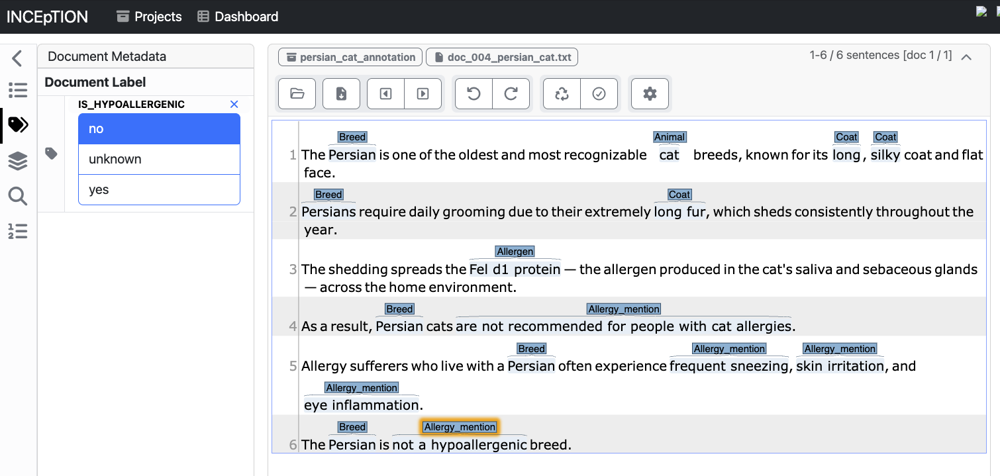 INCEpTION Projects Dashboard
Document Metadata
Document Label
IS_HYPOALLERGENIC
no
unknown
yes
persian_cat_annotation doc_004_persian_cat.txt 1-6 / 6 sentences [doc 1 / 1]
Breed Animal Coat Coat
1 The Persian is one of the oldest and most recognizable cat breeds, known for its long, silky coat and flat
face.
Breed Coat
2 Persians require daily grooming due to their extremely long fur, which sheds consistently throughout the
year.
Allergen
3 The shedding spreads the Fel d1 protein — the allergen produced in the cat's saliva and sebaceous glands
— across the home environment.
Breed Allergy_mention
4 As a result, Persian cats are not recommended for people with cat allergies.
Breed Allergy_mention Allergy_mention
5 Allergy sufferers who live with a Persian often experience frequent sneezing, skin irritation, and
Allergy_mention
eye inflammation.
Breed Allergy_mention
6 The Persian is not a hypoallergenic breed.